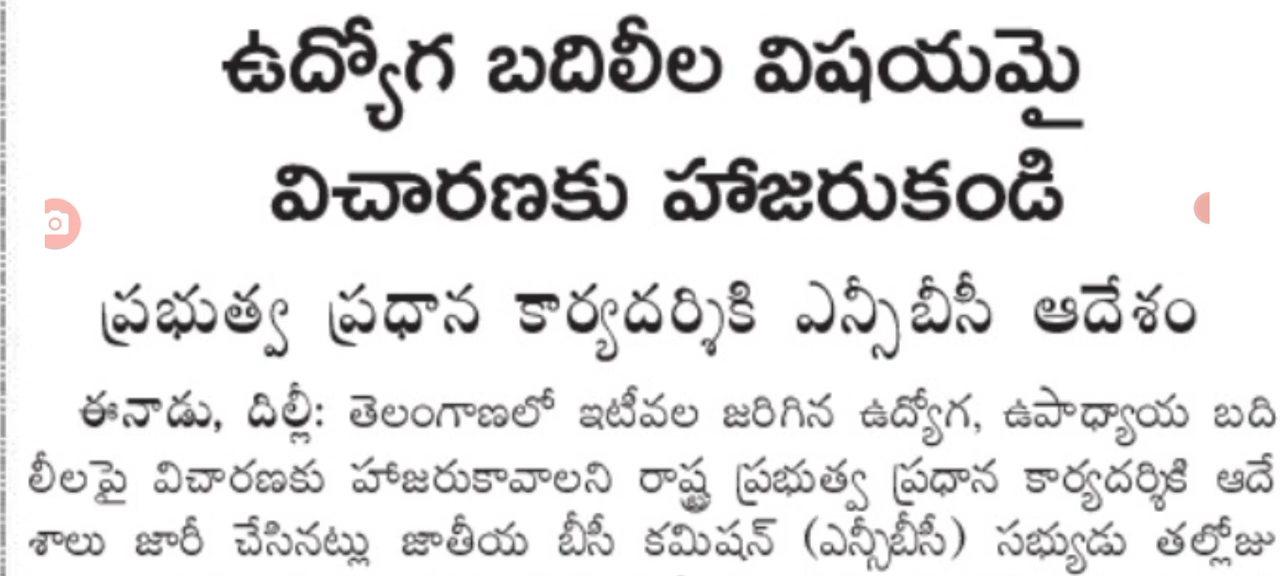 ఉద్యోగ బదిలీల విషయమై
విచారణకు హాజరుకండి
ప్రభుత్వ ప్రధాన కార్యదర్శికి ఎన్సీబీసీ ఆదేశం
ఈనాడు, దిల్లీ: తెలంగాణలో ఇటీవల జరిగిన ఉద్యోగ, ఉపాధ్యాయ బది
లీలపై విచారణకు హాజరుకావాలని రాష్ట్ర ప్రభుత్వ ప్రధాన కార్యదర్శికి ఆదే
శాలు జారీ చేసినట్లు జాతీయ బీసీ కమిషన్ (ఎన్సీబీసీ) సభ్యుడు తల్లోజు